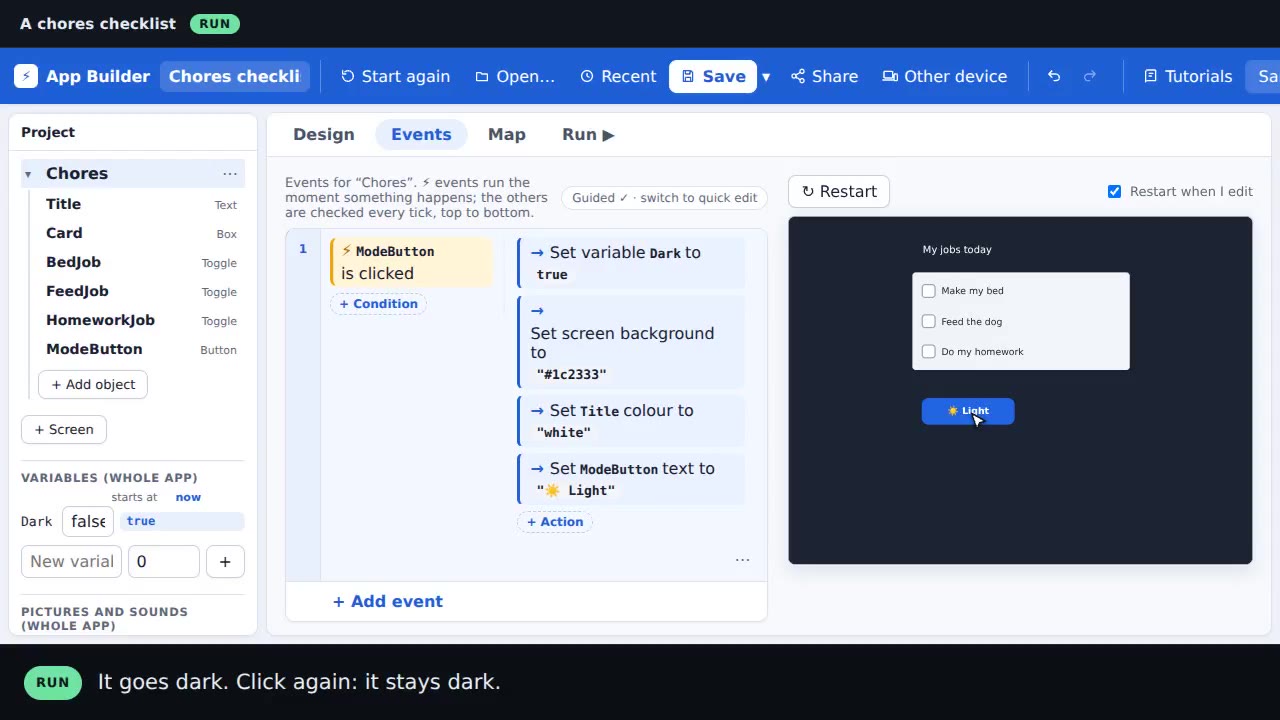 A chores checklist RUN
⚡ App Builder Chores checkli Start again Open... Recent Save ▾ Share Other device Tutorials Sa
Project
▾ Chores ...
Title Text
Card Box
BedJob Toggle
FeedJob Toggle
HomeworkJob Toggle
ModeButton Button
+ Add object
+ Screen
VARIABLES (WHOLE APP)
starts at now
Dark false true
New varial 0 +
PICTURES AND SOUNDS
(WHOLE APP)
Design Events Map Run ▶
Events for “Chores”. ⚡ events run the
moment something happens; the others
are checked every tick, top to bottom.
Guided ✓ · switch to quick edit
1
⚡ ModeButton
is clicked
+ Condition
→ Set variable Dark to
true
→
Set screen background
to
"#1c2333"
→ Set Title colour to
"white"
→ Set ModeButton text to
"☀️ Light"
+ Action
...
+ Add event
↻ Restart
Restart when I edit
My jobs today
Make my bed
Feed the dog
Do my homework
☀️ Light
RUN It goes dark. Click again: it stays dark.